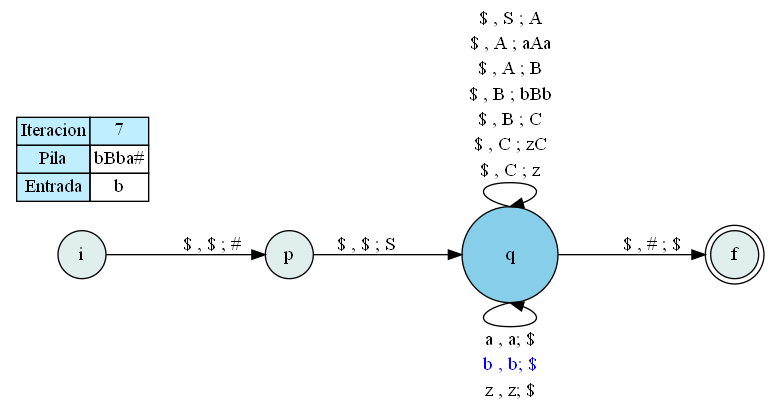 $ , S ; A
$ , A ; aAa
$ , A ; B
$ , B ; bBb
$ , B ; C
$ , C ; zC
$ , C ; z
Iteracion 7
Pila bBba#
Entrada b
i
$ , $ ; #
p
$ , $ ; S
q
$ , # ; $
f
a , a; $
b , b; $
z , z; $